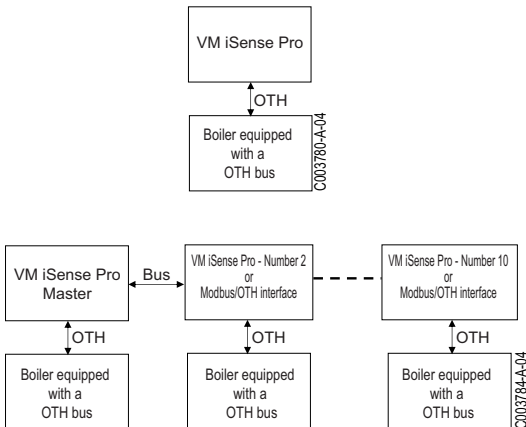 VM iSense Pro
OTH
Boiler equipped
with a
OTH bus
C003780-A-04
VM iSense Pro
Master
Bus
VM iSense Pro - Number 2
or
Modbus/OTH interface
VM iSense Pro - Number 10
or
Modbus/OTH interface
OTH
OTH
OTH
Boiler equipped
with a
OTH bus
Boiler equipped
with a
OTH bus
Boiler equipped
with a
OTH bus
C003784-A-04